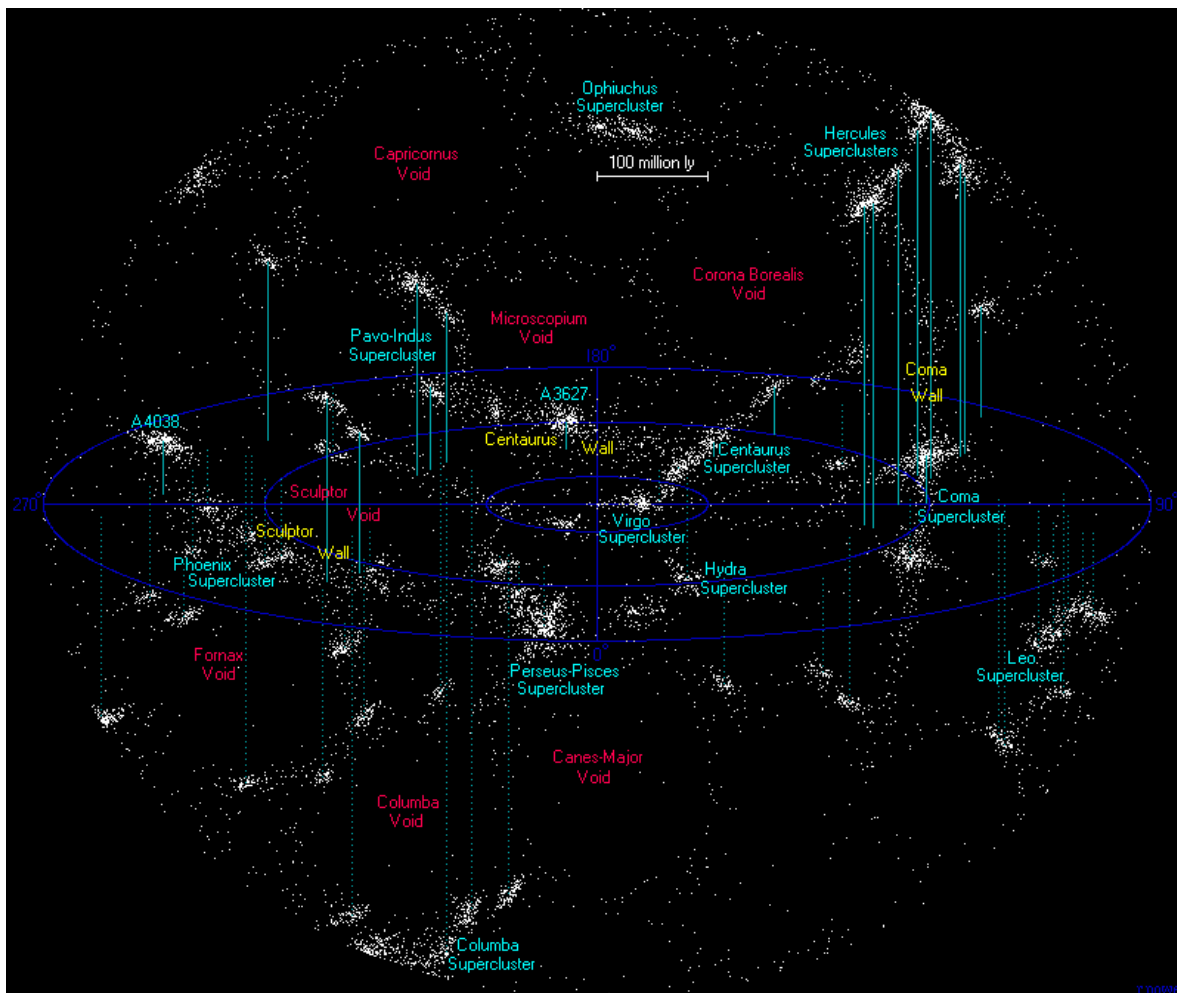 Ophiuchus
Supercluster
Hercules
Superclusters
Capricornus
Void
100 million ly
Corona Borealis
Void
Microscopium
Void
Pavo-Indus
Supercluster
180°
Coma
Wall
A3627
A4038
Centaurus
Wall
Centaurus
Supercluster
270°
Sculptor
Void
Virgo
Supercluster
Coma
Supercluster
90°
Sculptor
Wall
Phoenix
Supercluster
Hydra
Supercluster
Fornax
Void
0°
Perseus-Pisces
Supercluster
Leo
Supercluster
Canes-Major
Void
Columba
Void
Columba
Supercluster